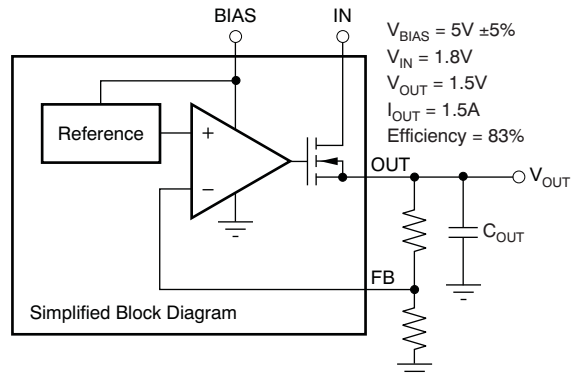 BIAS
IN
V_BIAS = 5V ±5%
V_IN = 1.8V
V_OUT = 1.5V
I_OUT = 1.5A
Efficiency = 83%
Reference
+
−
OUT
V_OUT
C_OUT
FB
Simplified Block Diagram